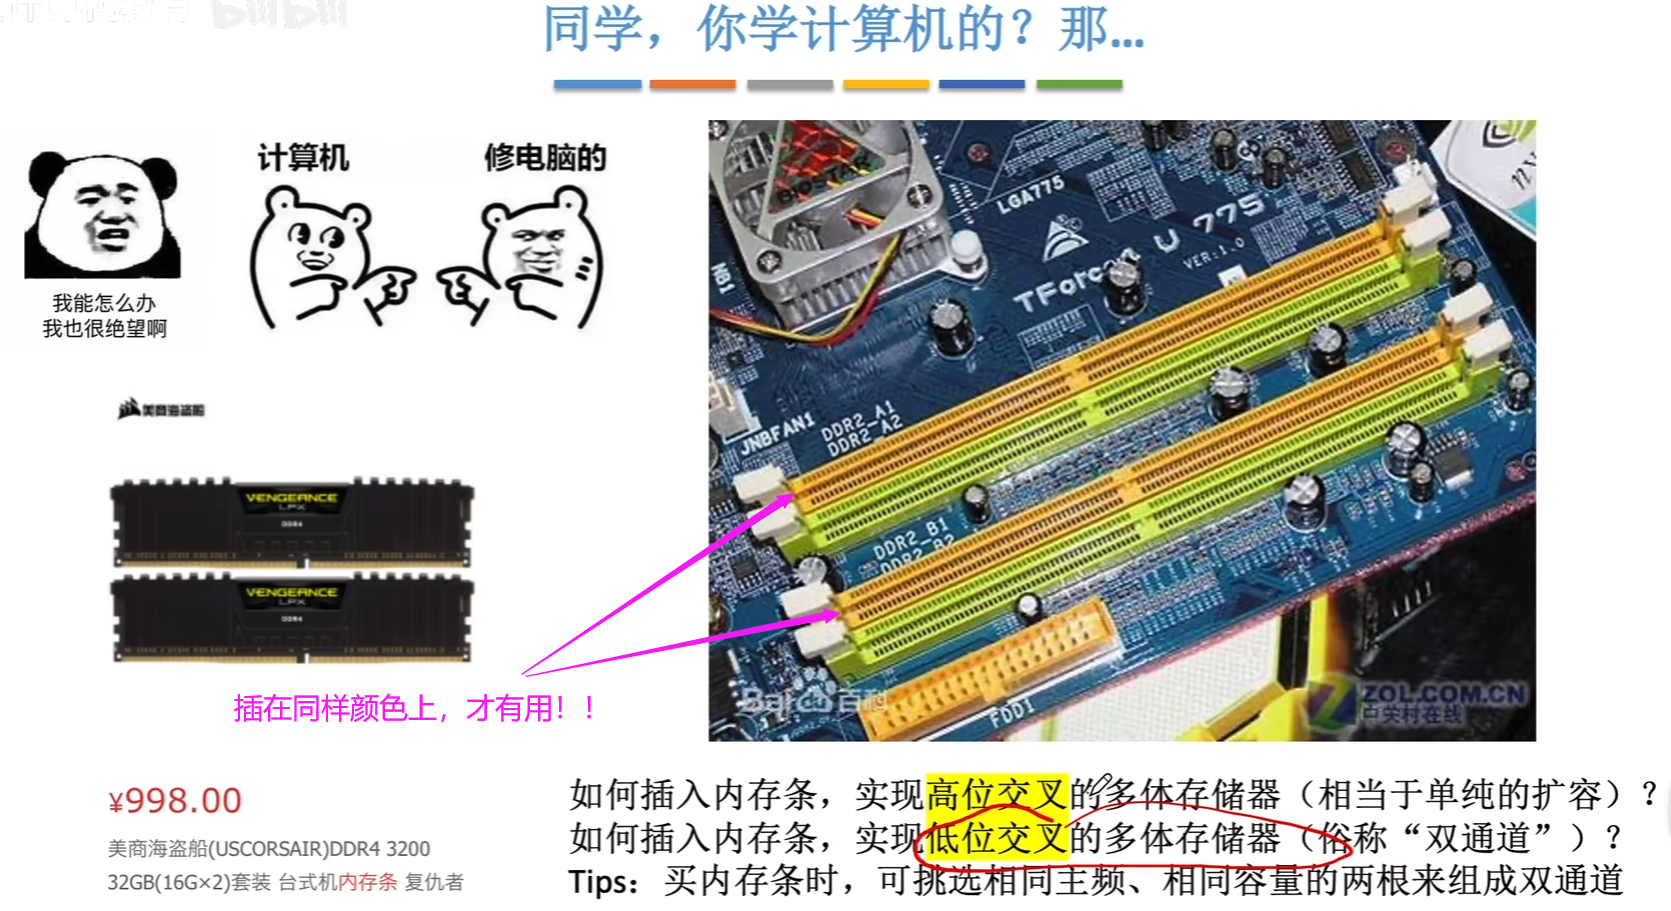 bilibili
同学，你学计算机的？那...
计算机
修电脑的
我能怎么办
我也很绝望啊
美商海盗船
VENGEANCE
LPX
DDR4
VENGEANCE
LPX
DDR4
插在同样颜色上，才有用！！
¥998.00
美商海盗船(USCORSAIR)DDR4 3200
32GB(16G×2)套装 台式机内存条 复仇者
BIOSTAR
LGA775
TForce U 775
VER:1.0
NB1
JNBFAN1
DDR2_A1
DDR2_A2
DDR2_B1
DDR2_B2
FDD1
Baidu百科
ZOL.COM.CN
中关村在线
如何插入内存条，实现高位交叉的多体存储器（相当于单纯的扩容）？
如何插入内存条，实现低位交叉的多体存储器（俗称“双通道”）？
Tips：买内存条时，可挑选相同主频、相同容量的两根来组成双通道